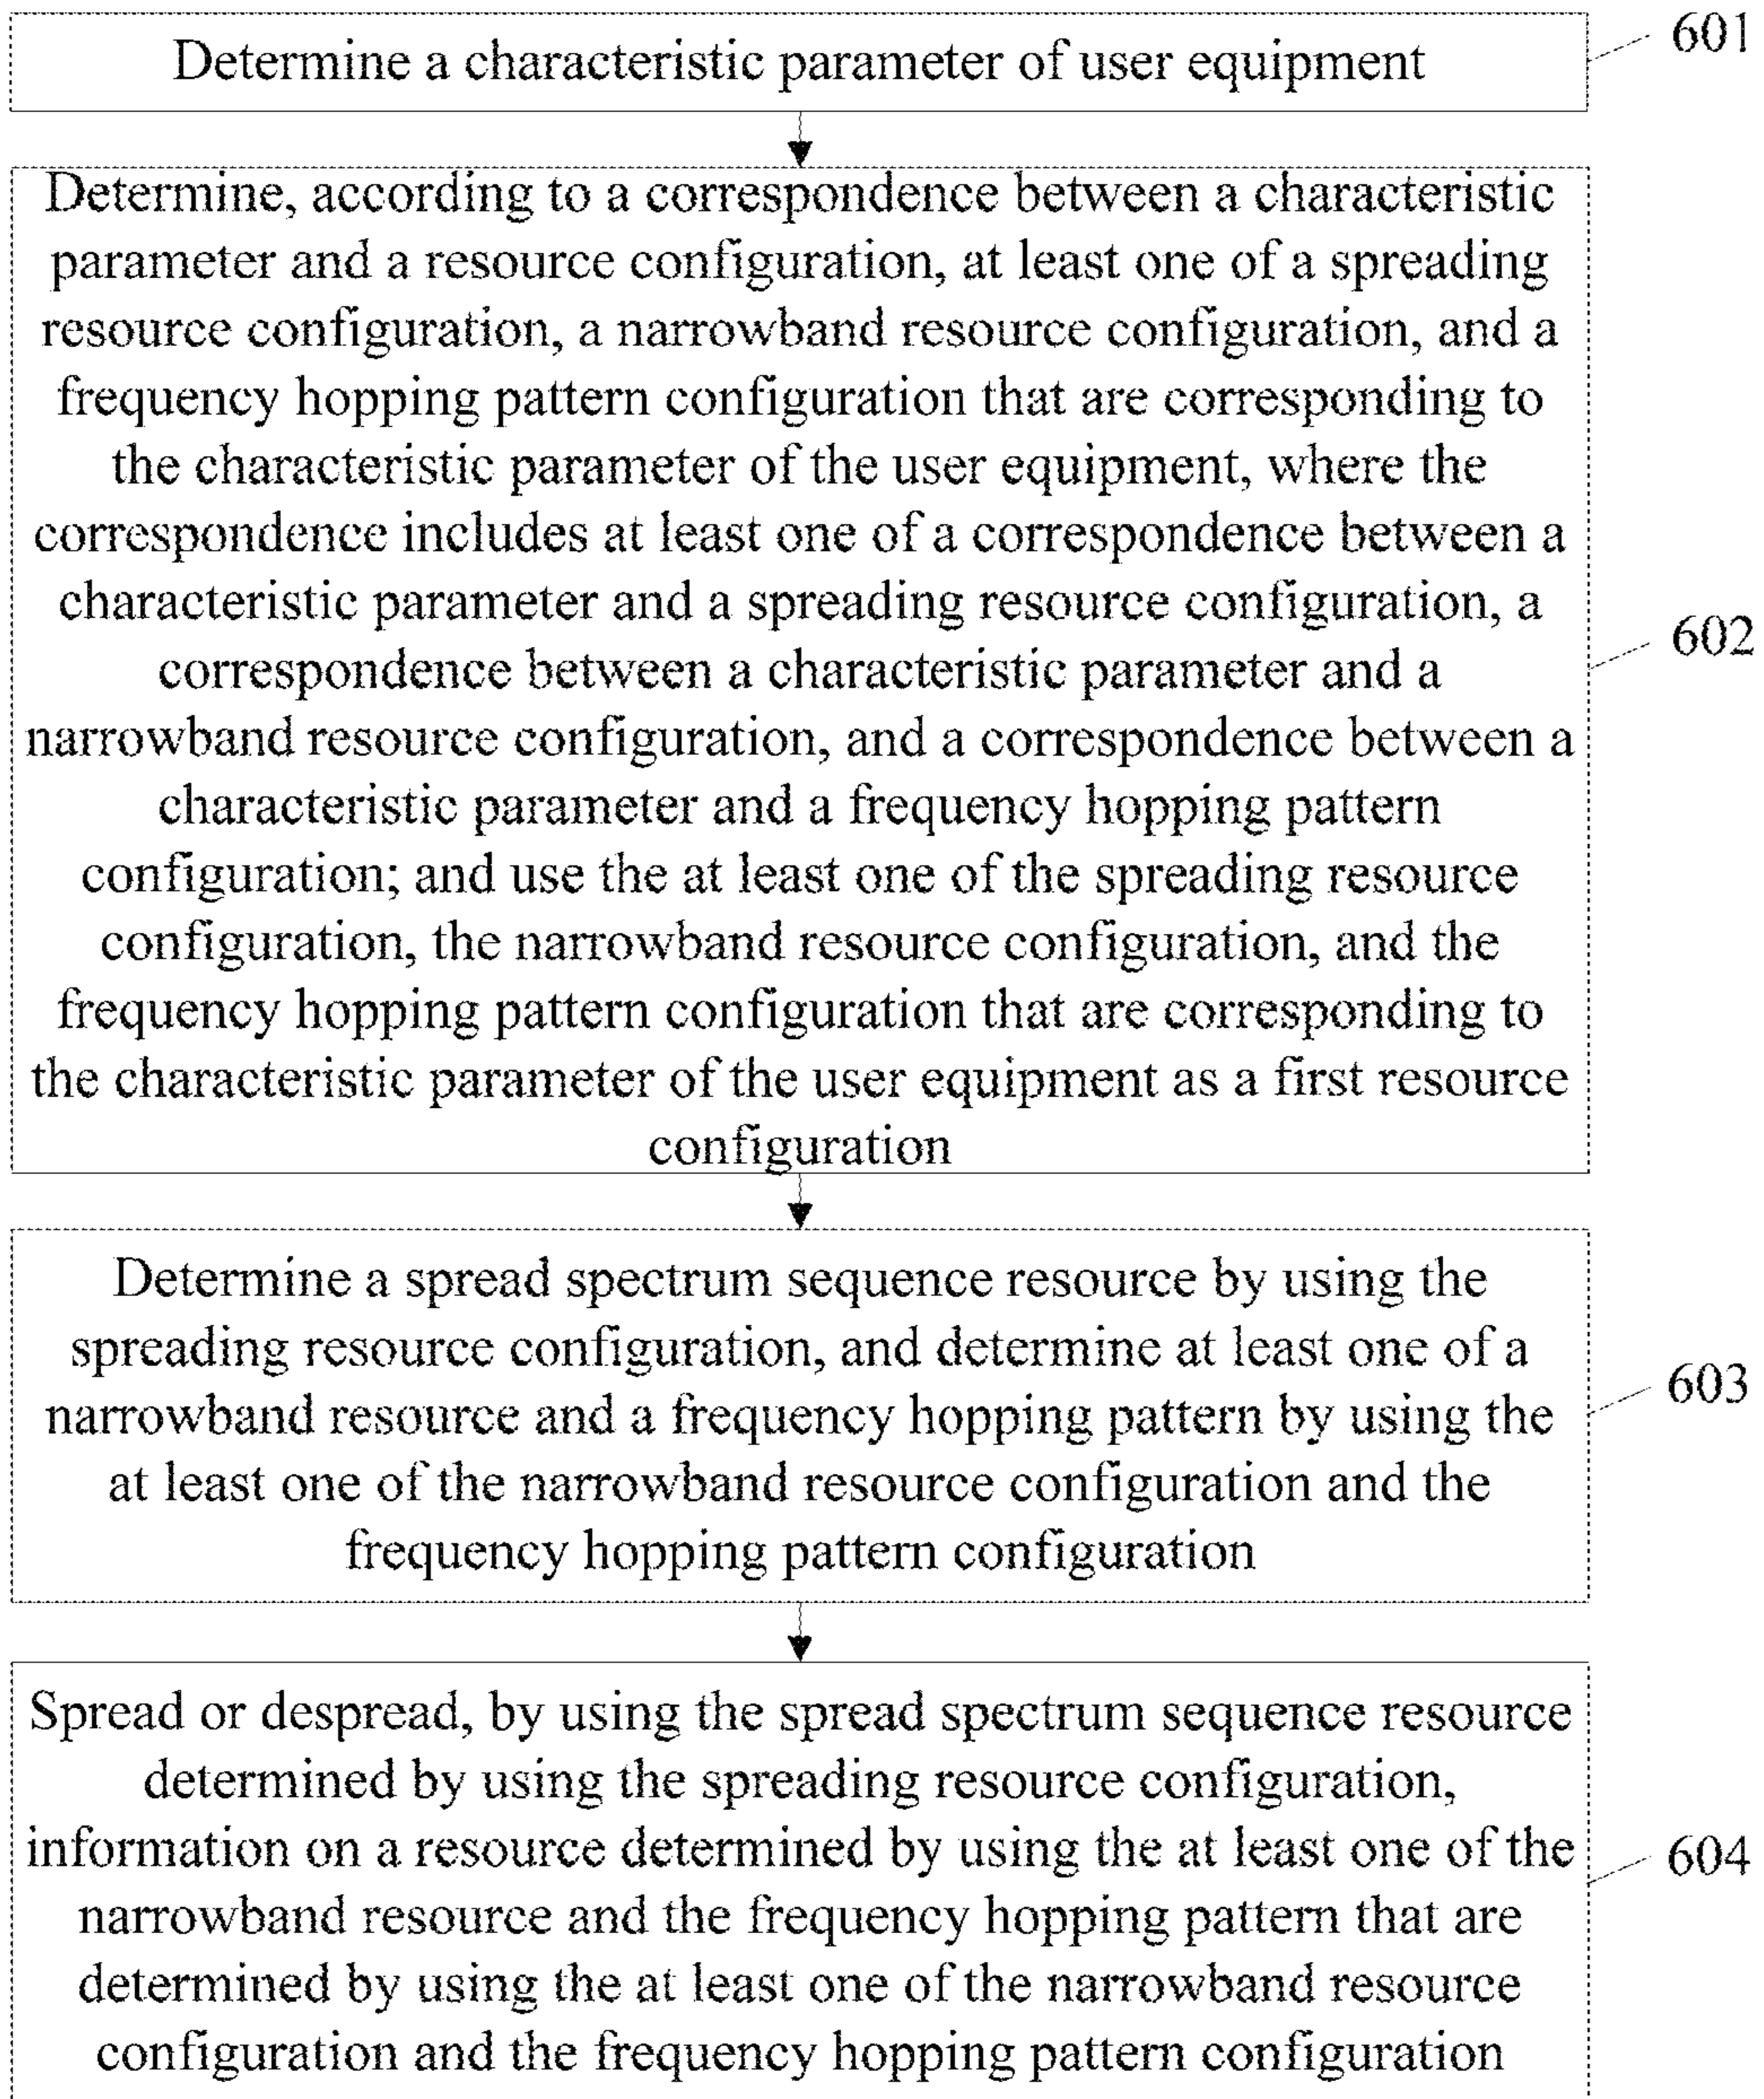 Determine a characteristic parameter of user equipment
601
Determine, according to a correspondence between a characteristic
parameter and a resource configuration, at least one of a spreading
resource configuration, a narrowband resource configuration, and a
frequency hopping pattern configuration that are corresponding to
the characteristic parameter of the user equipment, where the
correspondence includes at least one of a correspondence between a
characteristic parameter and a spreading resource configuration, a
correspondence between a characteristic parameter and a
narrowband resource configuration, and a correspondence between a
characteristic parameter and a frequency hopping pattern
configuration; and use the at least one of the spreading resource
configuration, the narrowband resource configuration, and the
frequency hopping pattern configuration that are corresponding to
the characteristic parameter of the user equipment as a first resource
configuration
602
Determine a spread spectrum sequence resource by using the
spreading resource configuration, and determine at least one of a
narrowband resource and a frequency hopping pattern by using the
at least one of the narrowband resource configuration and the
frequency hopping pattern configuration
603
Spread or despread, by using the spread spectrum sequence resource
determined by using the spreading resource configuration,
information on a resource determined by using the at least one of the
narrowband resource and the frequency hopping pattern that are
determined by using the at least one of the narrowband resource
configuration and the frequency hopping pattern configuration
604